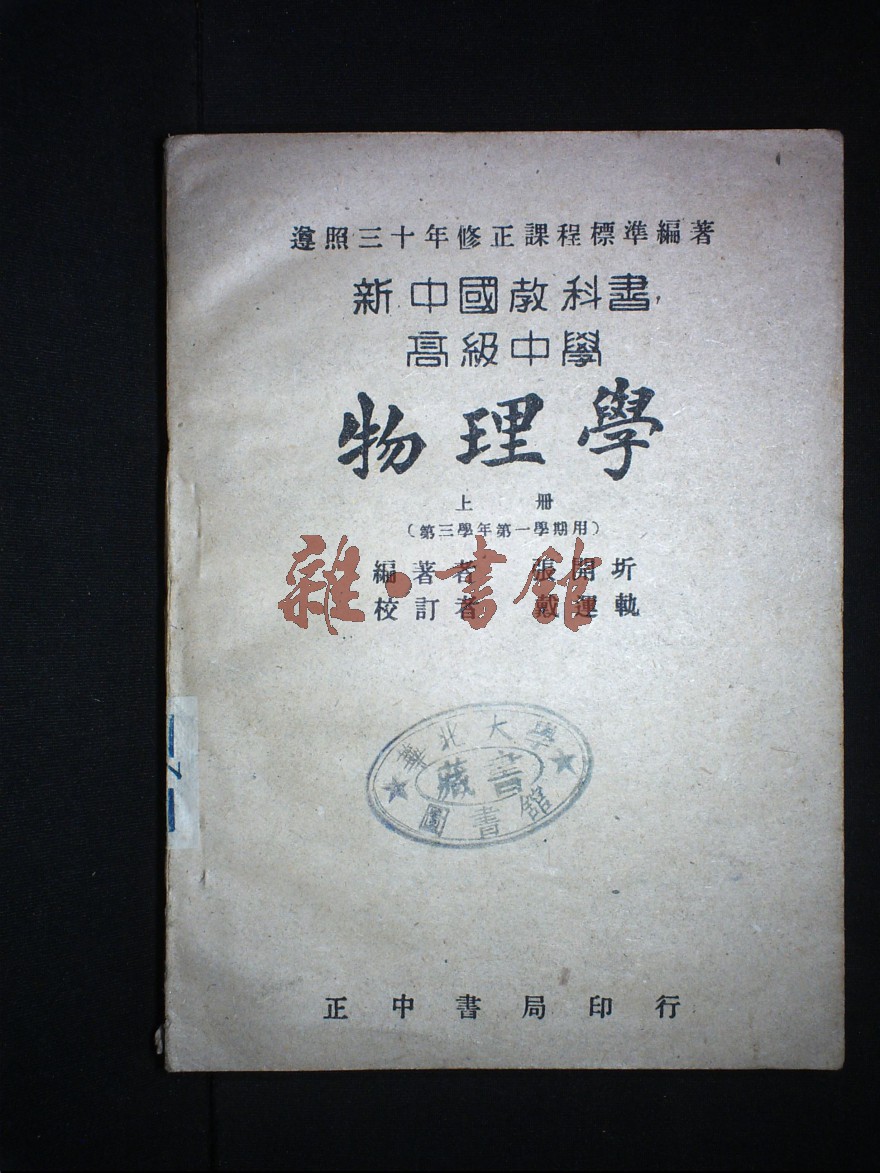 遵照三十年修正課程標準編著
新中國教科書
高級中學
物理學
上冊
（第三學年第一學期用）
編著者 張開圻
校訂者 戴運軌
雜·書館
華北大學
藏書
圖書館
正中書局印行